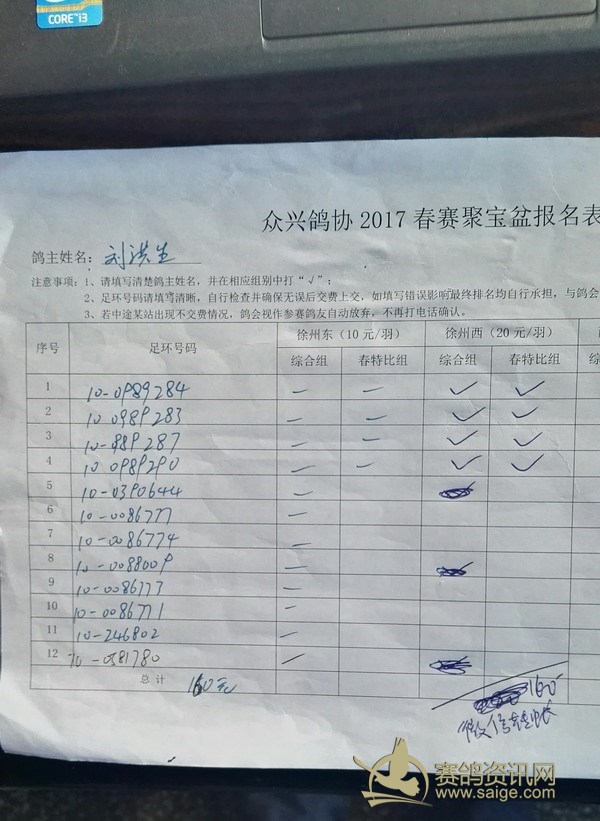 CORE i3
众兴鸽协 2017 春赛聚宝盆报名表
鸽主姓名: 刘洪生
注意事项: 1、请填写清楚鸽主姓名，并在相应组别中打"√"；
2、足环号码请填写清晰，自行检查并确保无误后交费上交，如填写错误影响最终排名均自行承担，与鸽会
3、若中途某站出现不交费情况，鸽会视作参赛鸽友自动放弃，不再打电话确认。
序号 足环号码 徐州东（10 元/羽） 徐州西（20 元/羽）
综合组 春特比组 综合组 春特比组
1 10-0989284 — — √ √
2 10 0989283 — — √ √
3 10-989287 — — √ √
4 10 0989290 — — √ √
5 10-0390644 —
6 10-0086777 —
7 10-0086774 —
8 10-0088009 —
9 10-0086773 —
10 10-0086771 —
11 10-246802 —
12 10-0581780 —
总计 160元 160
微信转帐
赛鸽资讯网
www.saige.com